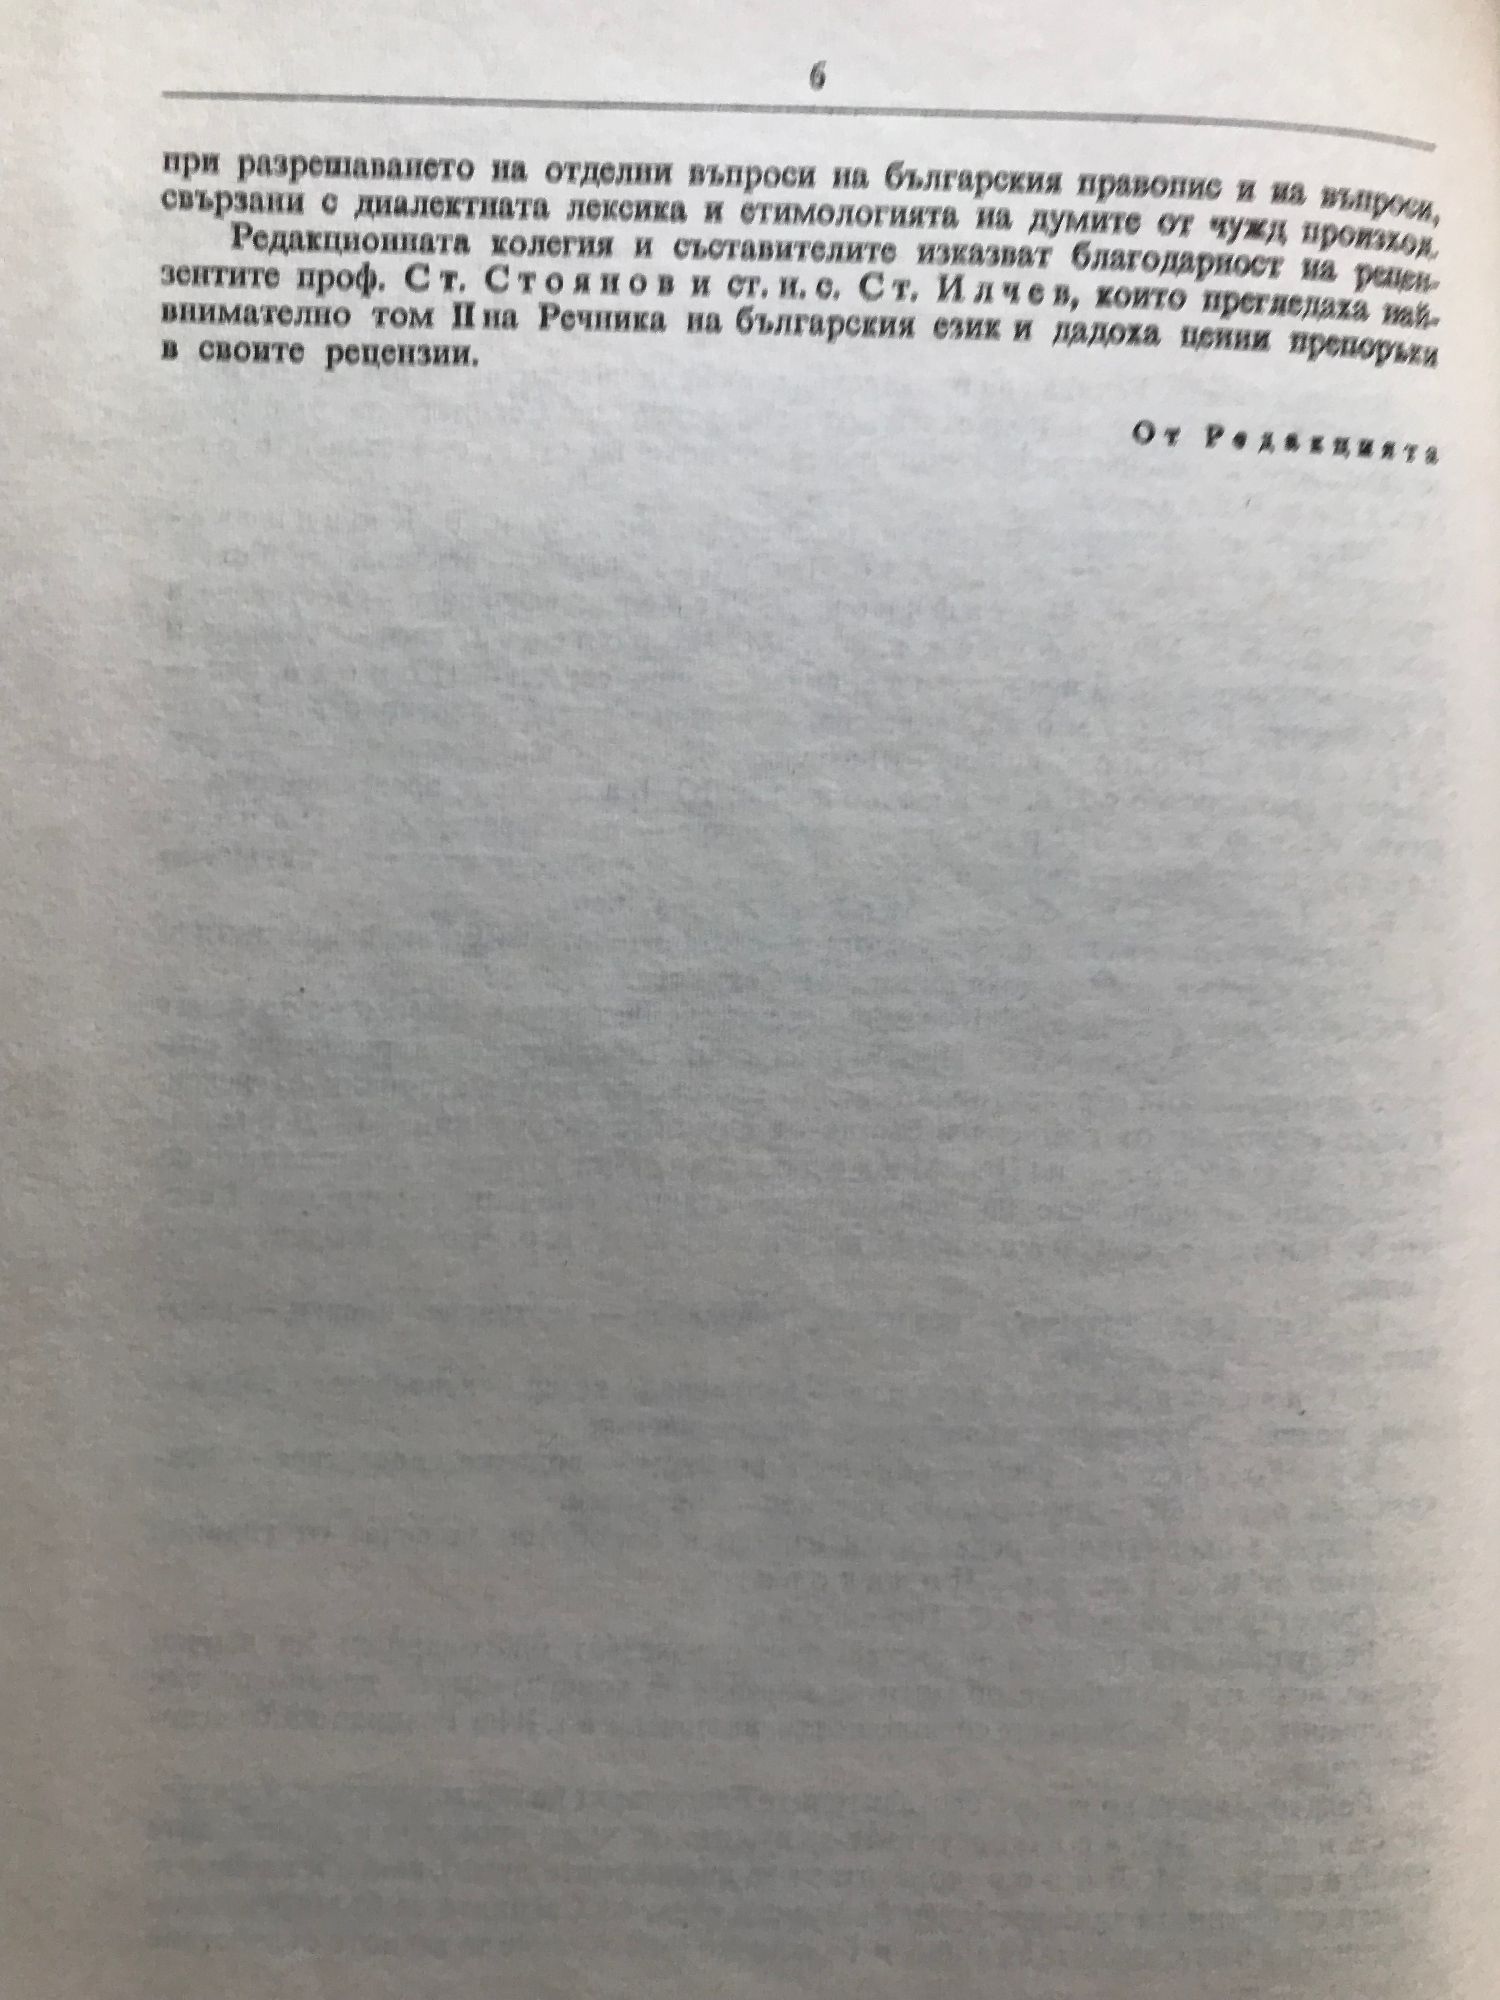 6
при разрешаването на отделни въпроси на българския правопис и на въпроси,
свързани с диалектната лексика и етимологията на думите от чужд произход.
Редакционната колегия и съставителите изказват благодарност на рецен-
зентите проф. Ст. Стоянов и ст. н. с. Ст. Илчев, които прегледаха най-
внимателно том II на Речника на българския език и дадоха ценни препоръки
в своите рецензии.
От Редакцията